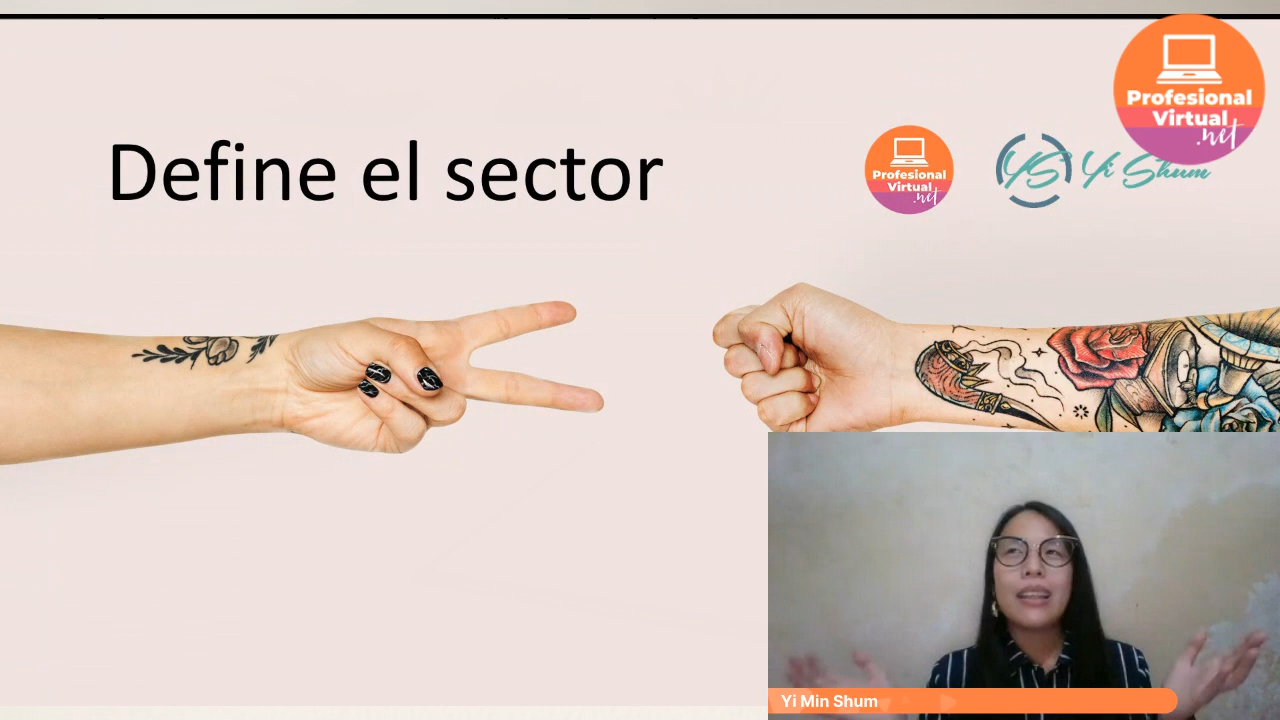 Define el sector
Profesional
Virtual
.net
YS Yi Shum
Profesional
Virtual
.net
Yi Min Shum